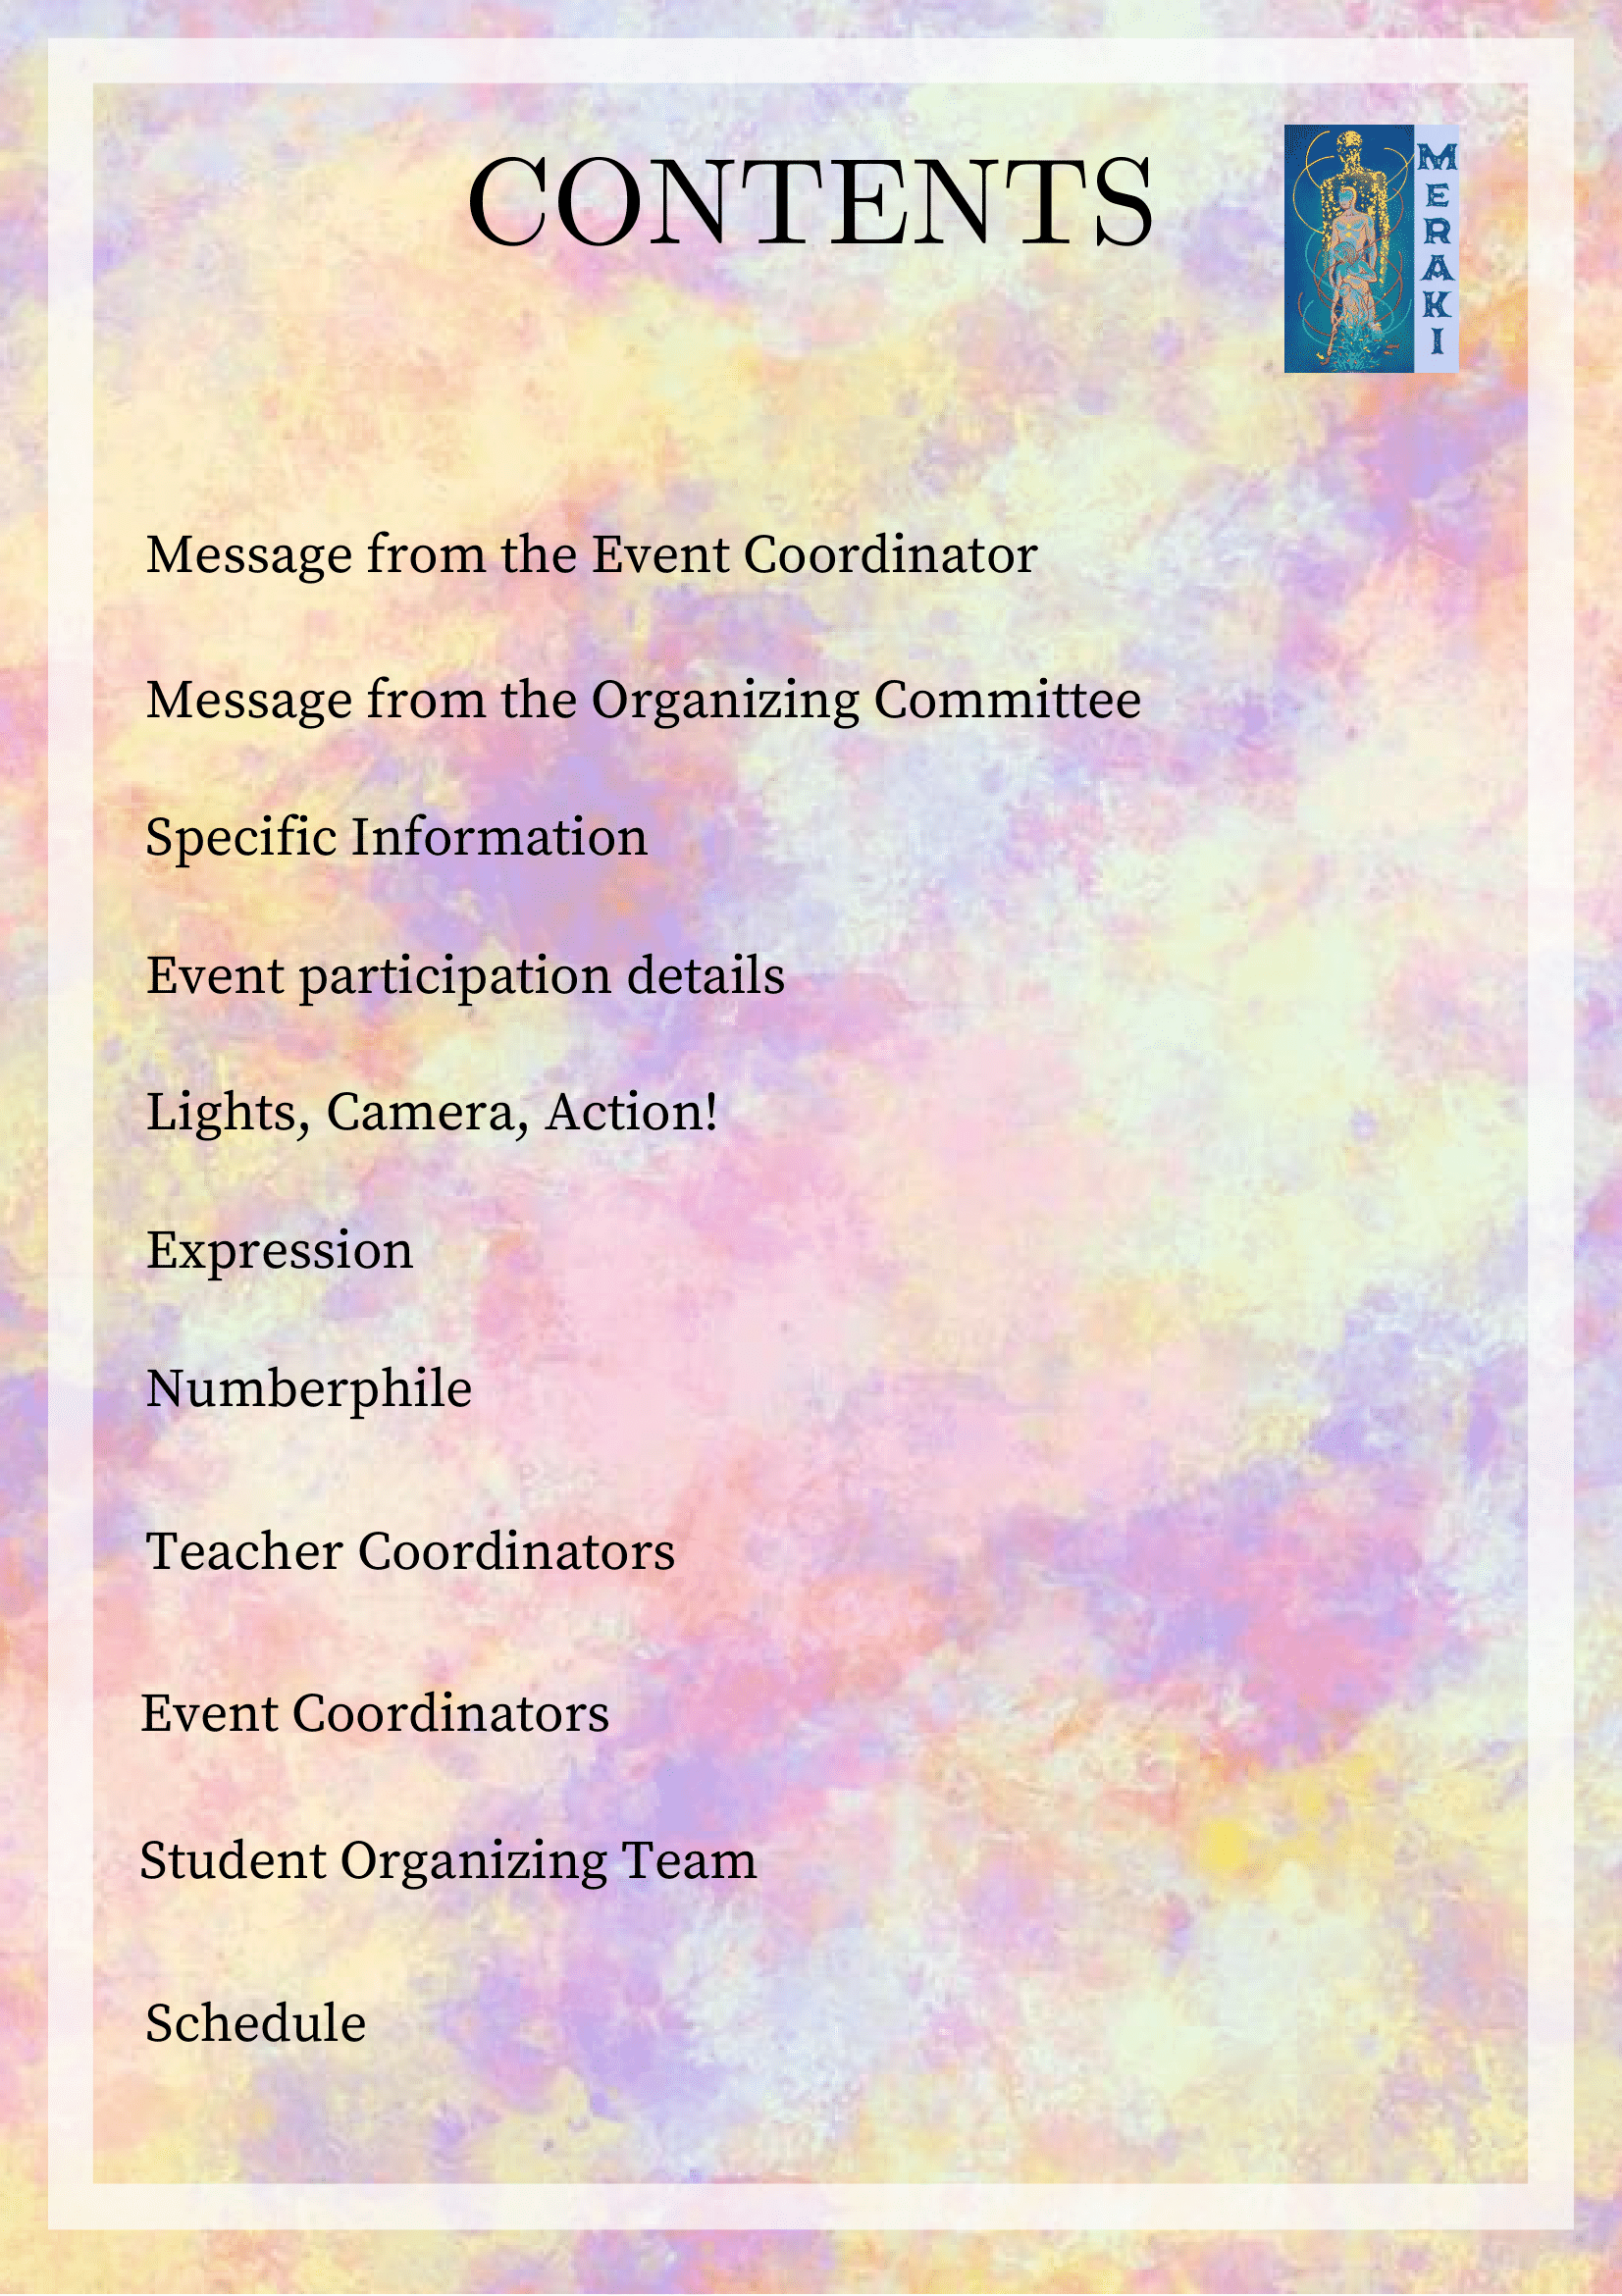 CONTENTS
MERAKI
Message from the Event Coordinator
Message from the Organizing Committee
Specific Information
Event participation details
Lights, Camera, Action!
Expression
Numberphile
Teacher Coordinators
Event Coordinators
Student Organizing Team
Schedule